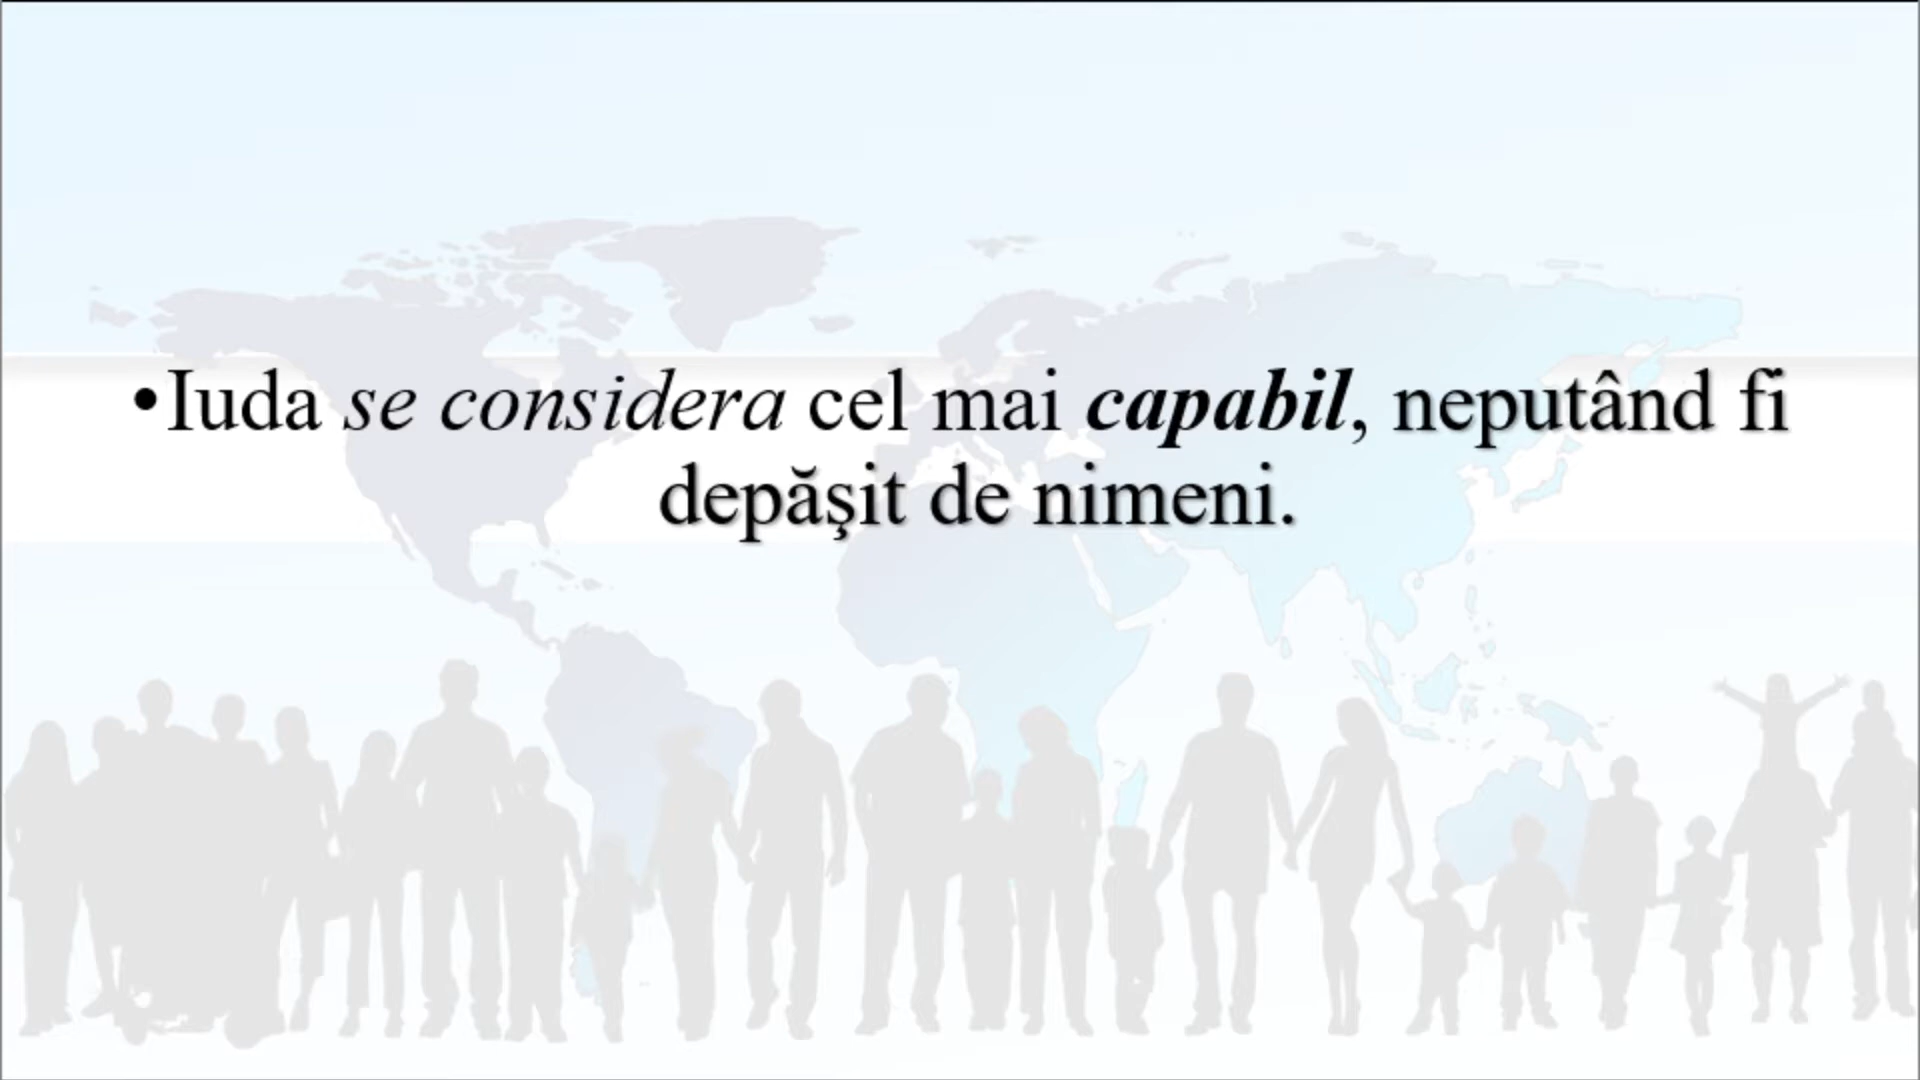 •Iuda se considera cel mai capabil, neputând fi
depăşit de nimeni.